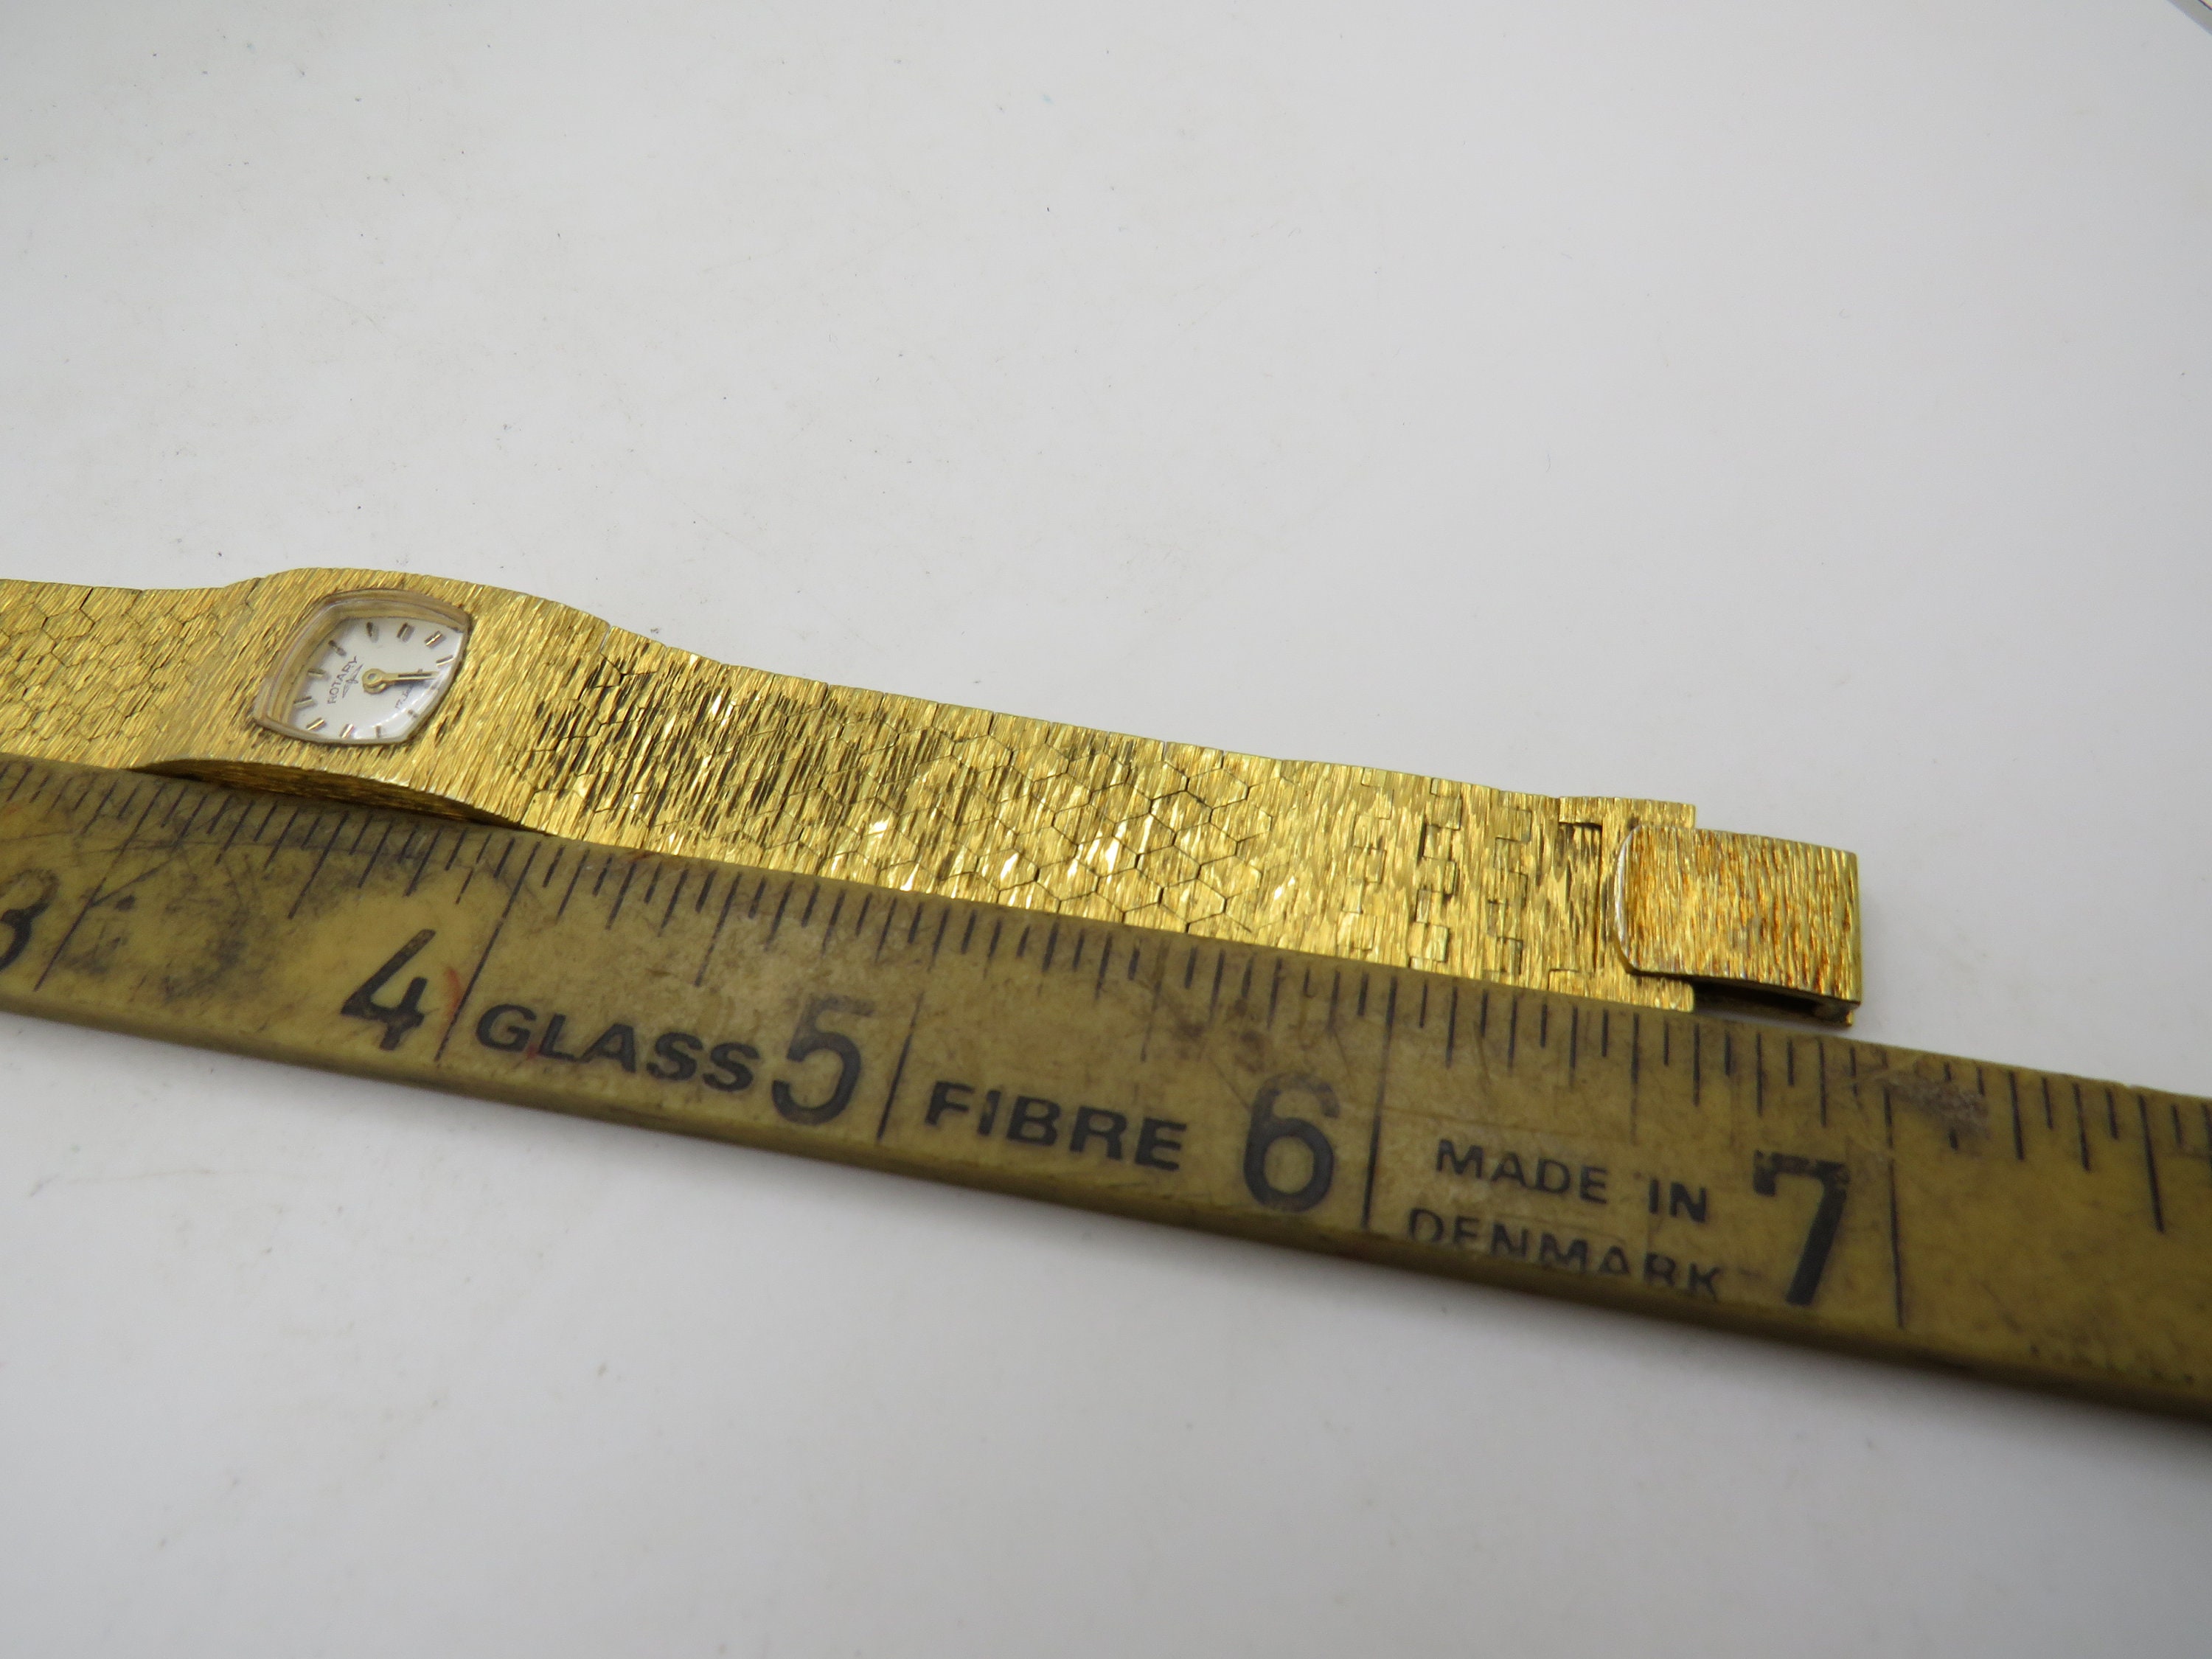 ROTARY
3 4 GLASS 5 FIBRE 6 MADE IN 7
DENMARK